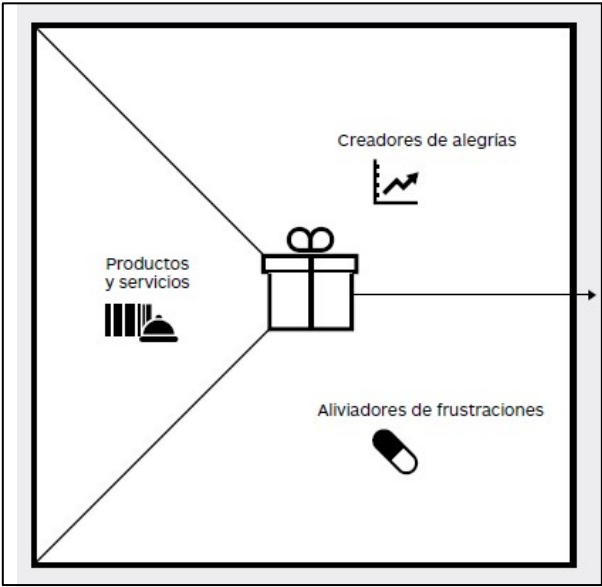 Creadores de alegrías
Productos
y servicios
Aliviadores de frustraciones